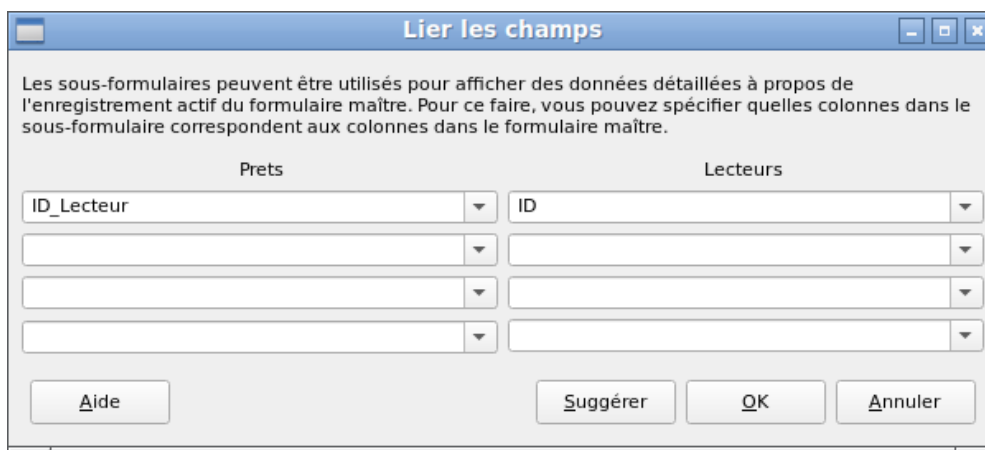 Lier les champs
Les sous-formulaires peuvent être utilisés pour afficher des données détaillées à propos de
l'enregistrement actif du formulaire maître. Pour ce faire, vous pouvez spécifier quelles colonnes dans le
sous-formulaire correspondent aux colonnes dans le formulaire maître.
Prets Lecteurs
ID_Lecteur ID
Aide Suggérer OK Annuler